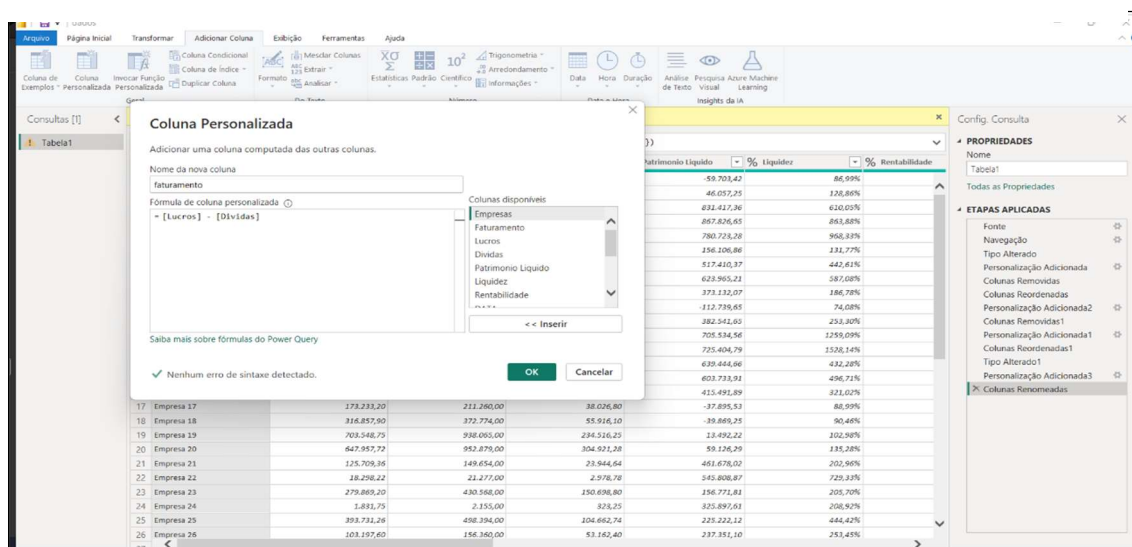 Arquivo Página Inicial Transformar Adicionar Coluna Exibição Ferramentas Ajuda
Coluna de Exemplos
Coluna Personalizada
Invocar Função Personalizada
Coluna Condicional
Coluna de Índice
Duplicar Coluna
Geral
Formato
Mesclar Colunas
Extrair
Analisar
Do Texto
Estatísticas
Padrão
Científico
Trigonometria
Arredondamento
Informações
Número
Data
Hora
Duração
Data e Hora
Análise de Texto
Pesquisa Visual
Azure Machine Learning
Insights da IA
Consultas [1]
Tabela1
Coluna Personalizada
Adicionar uma coluna computada das outras colunas.
Nome da nova coluna
faturamento
Fórmula de coluna personalizada
= [Lucros] - [Dividas]
Colunas disponíveis
Empresas
Faturamento
Lucros
Dividas
Patrimonio Liquido
Liquidez
Rentabilidade
<< Inserir
Saiba mais sobre fórmulas do Power Query
Nenhum erro de sintaxe detectado.
OK Cancelar
})
Patrimonio Liquido % Liquidez % Rentabilidade
-59.703,42 86,99%
46.057,25 128,86%
831.417,36 610,05%
867.826,65 863,88%
780.723,28 968,33%
156.106,86 131,77%
517.410,37 442,61%
623.965,21 587,08%
373.132,07 186,78%
-112.739,65 74,08%
382.541,65 253,30%
705.534,56 1259,09%
725.404,79 1528,14%
639.444,66 432,28%
603.733,91 496,71%
415.491,89 321,02%
17 Empresa 17 173.233,20 211.260,00 38.026,80 -37.895,53 88,99%
18 Empresa 18 316.857,90 372.774,00 55.916,10 -39.869,25 90,46%
19 Empresa 19 703.548,75 938.065,00 234.516,25 13.492,22 102,98%
20 Empresa 20 647.957,72 952.879,00 304.921,28 59.126,29 135,28%
21 Empresa 21 125.709,36 149.654,00 23.944,64 461.678,02 202,96%
22 Empresa 22 18.298,22 21.277,00 2.978,78 545.808,87 729,33%
23 Empresa 23 279.869,20 430.568,00 150.698,80 156.771,81 205,70%
24 Empresa 24 1.831,75 2.155,00 323,25 325.897,61 208,92%
25 Empresa 25 393.731,26 498.394,00 104.662,74 225.222,12 444,42%
26 Empresa 26 103.197,60 156.360,00 53.162,40 237.351,10 253,45%
Config. Consulta
PROPRIEDADES
Nome
Tabela1
Todas as Propriedades
ETAPAS APLICADAS
Fonte
Navegação
Tipo Alterado
Personalização Adicionada
Colunas Removidas
Colunas Reordenadas
Personalização Adicionada2
Colunas Removidas1
Personalização Adicionada1
Colunas Reordenadas1
Tipo Alterado1
Personalização Adicionada3
Colunas Renomeadas